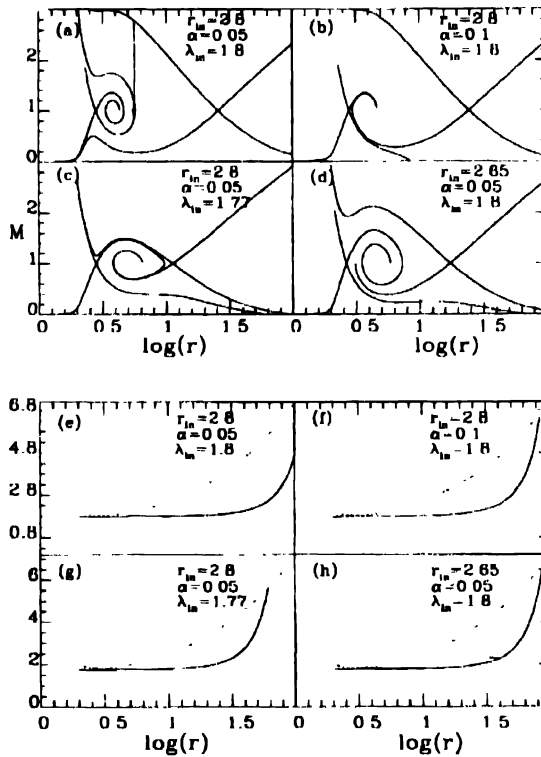 (a) r_in=2.8
α=0.05
λ_in=1.8
(b) r_in=2.8
α=0.1
λ_in=1.8
2
1
0
(c) r_in=2.8
α=0.05
λ_in=1.77
(d) r_in=2.65
α=0.05
λ_in=1.8
M
2
1
0
0 0.5 1 1.5 0 0.5 1 1.5 2
log(r) log(r)
(e) r_in=2.8
α=0.05
λ_in=1.8
(f) r_in=2.8
α=0.1
λ_in=1.8
6.8
4.8
2.8
0.8
(g) r_in=2.8
α=0.05
λ_in=1.77
(h) r_in=2.65
α=0.05
λ_in=1.8
6
4
2
0
0 0.5 1 1.5 0 0.5 1 1.5 2
log(r) log(r)